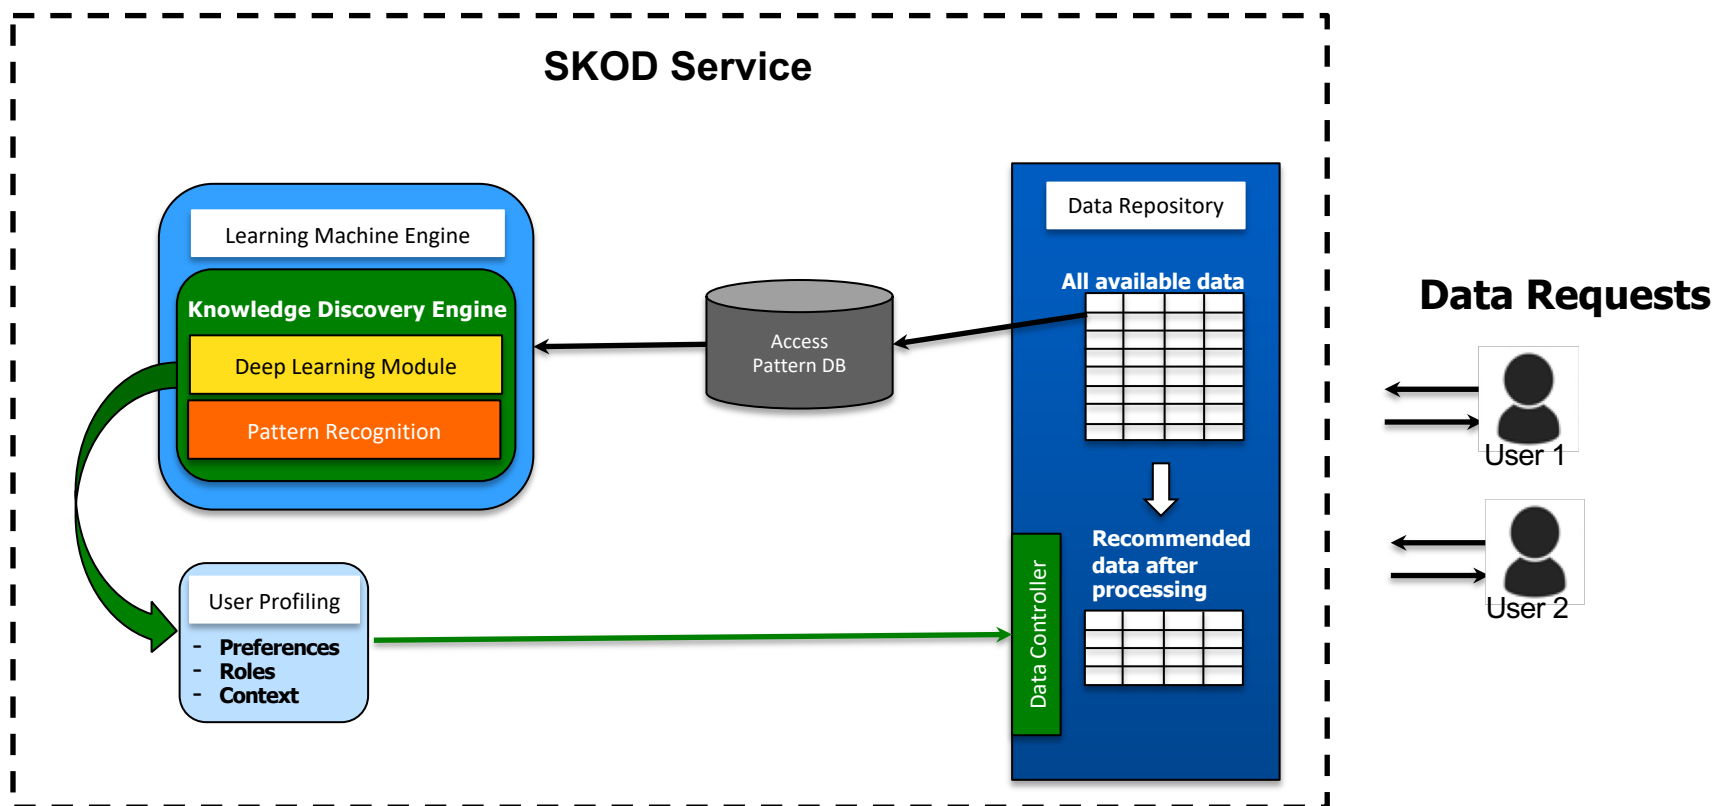 SKOD Service
Learning Machine Engine
Knowledge Discovery Engine
Deep Learning Module
Pattern Recognition
User Profiling
- Preferences
- Roles
- Context
Access
Pattern DB
Data Repository
All available data
Recommended
data after
processing
Data Controller
Data Requests
User 1
User 2